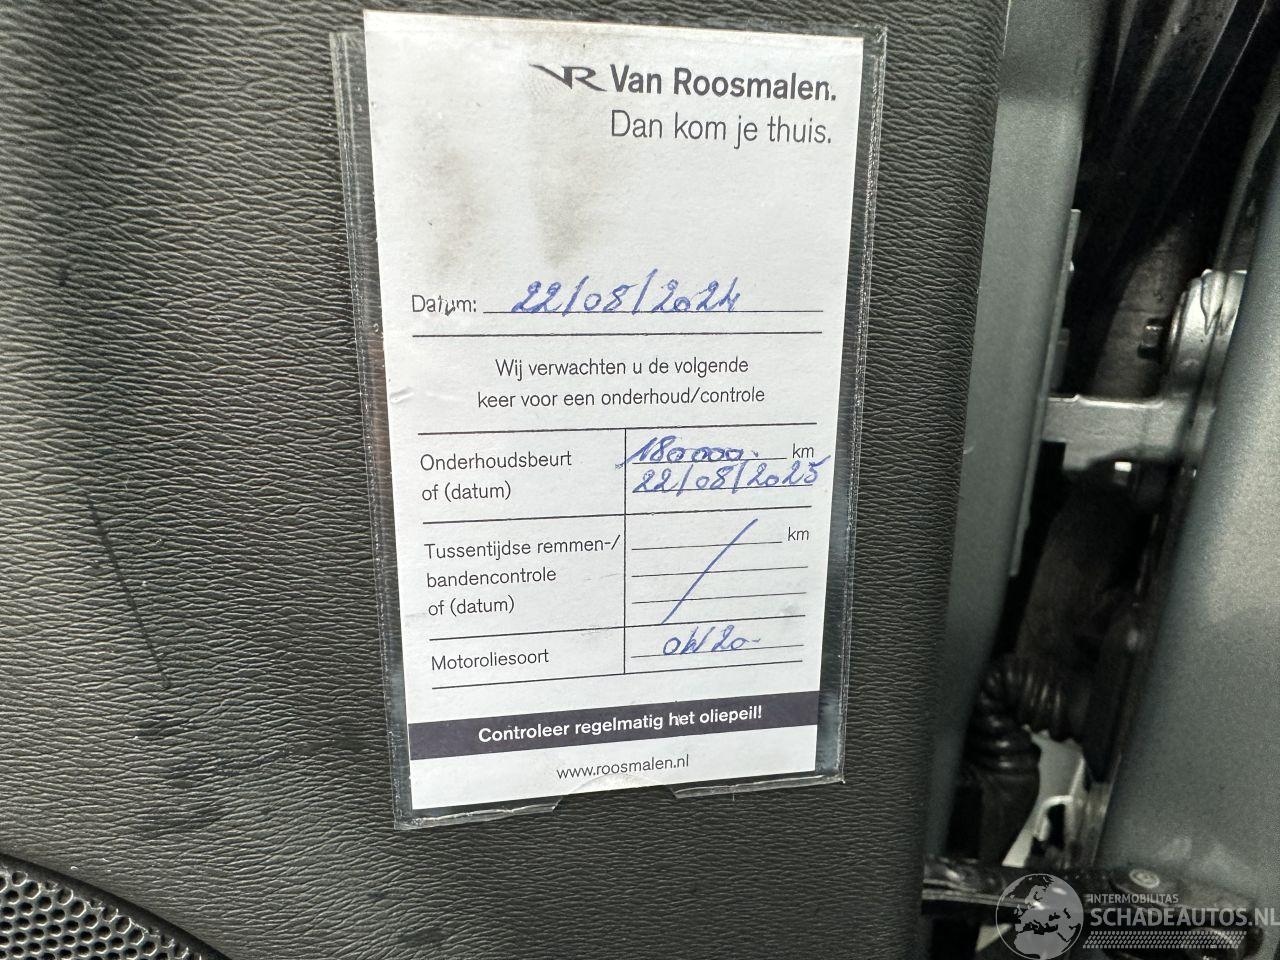 VR Van Roosmalen.
Dan kom je thuis.
Datum: 22/08/2024
Wij verwachten u de volgende
keer voor een onderhoud/controle
Onderhoudsbeurt 180000.- km
of (datum) 22/08/2025
Tussentijdse remmen-/ km
bandencontrole
of (datum)
Motoroliesoort 0W20-
Controleer regelmatig het oliepeil!
www.roosmalen.nl
INTERMOBILITAS
SCHADEAUTOS.NL